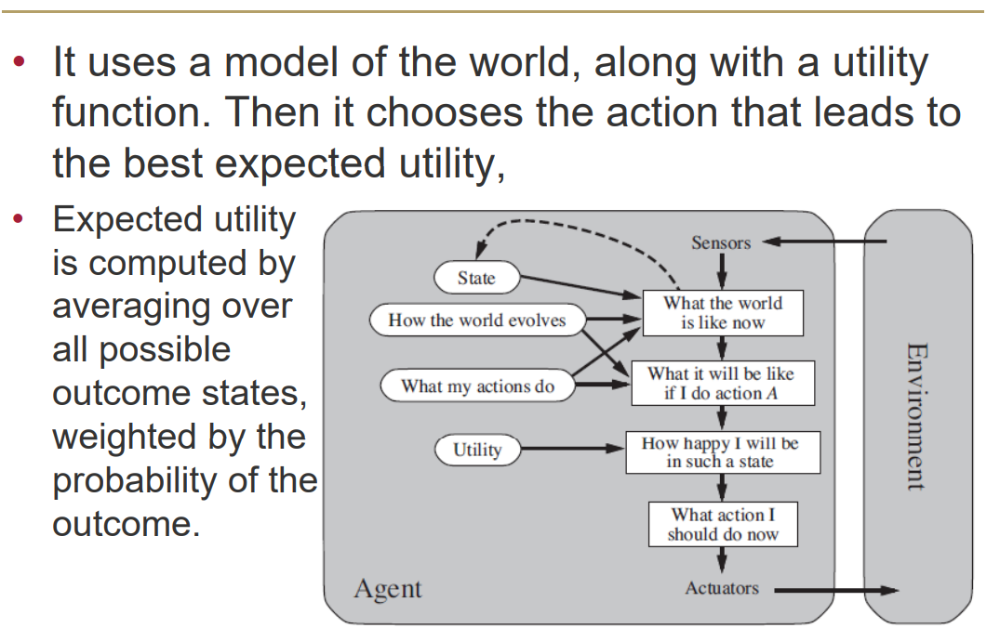 • It uses a model of the world, along with a utility
function. Then it chooses the action that leads to
the best expected utility,
• Expected utility
is computed by
averaging over
all possible
outcome states,
weighted by the
probability of the
outcome.
Sensors
State
What the world
is like now
How the world evolves
What it will be like
if I do action A
What my actions do
How happy I will be
in such a state
Utility
What action I
should do now
Agent
Actuators
Environment